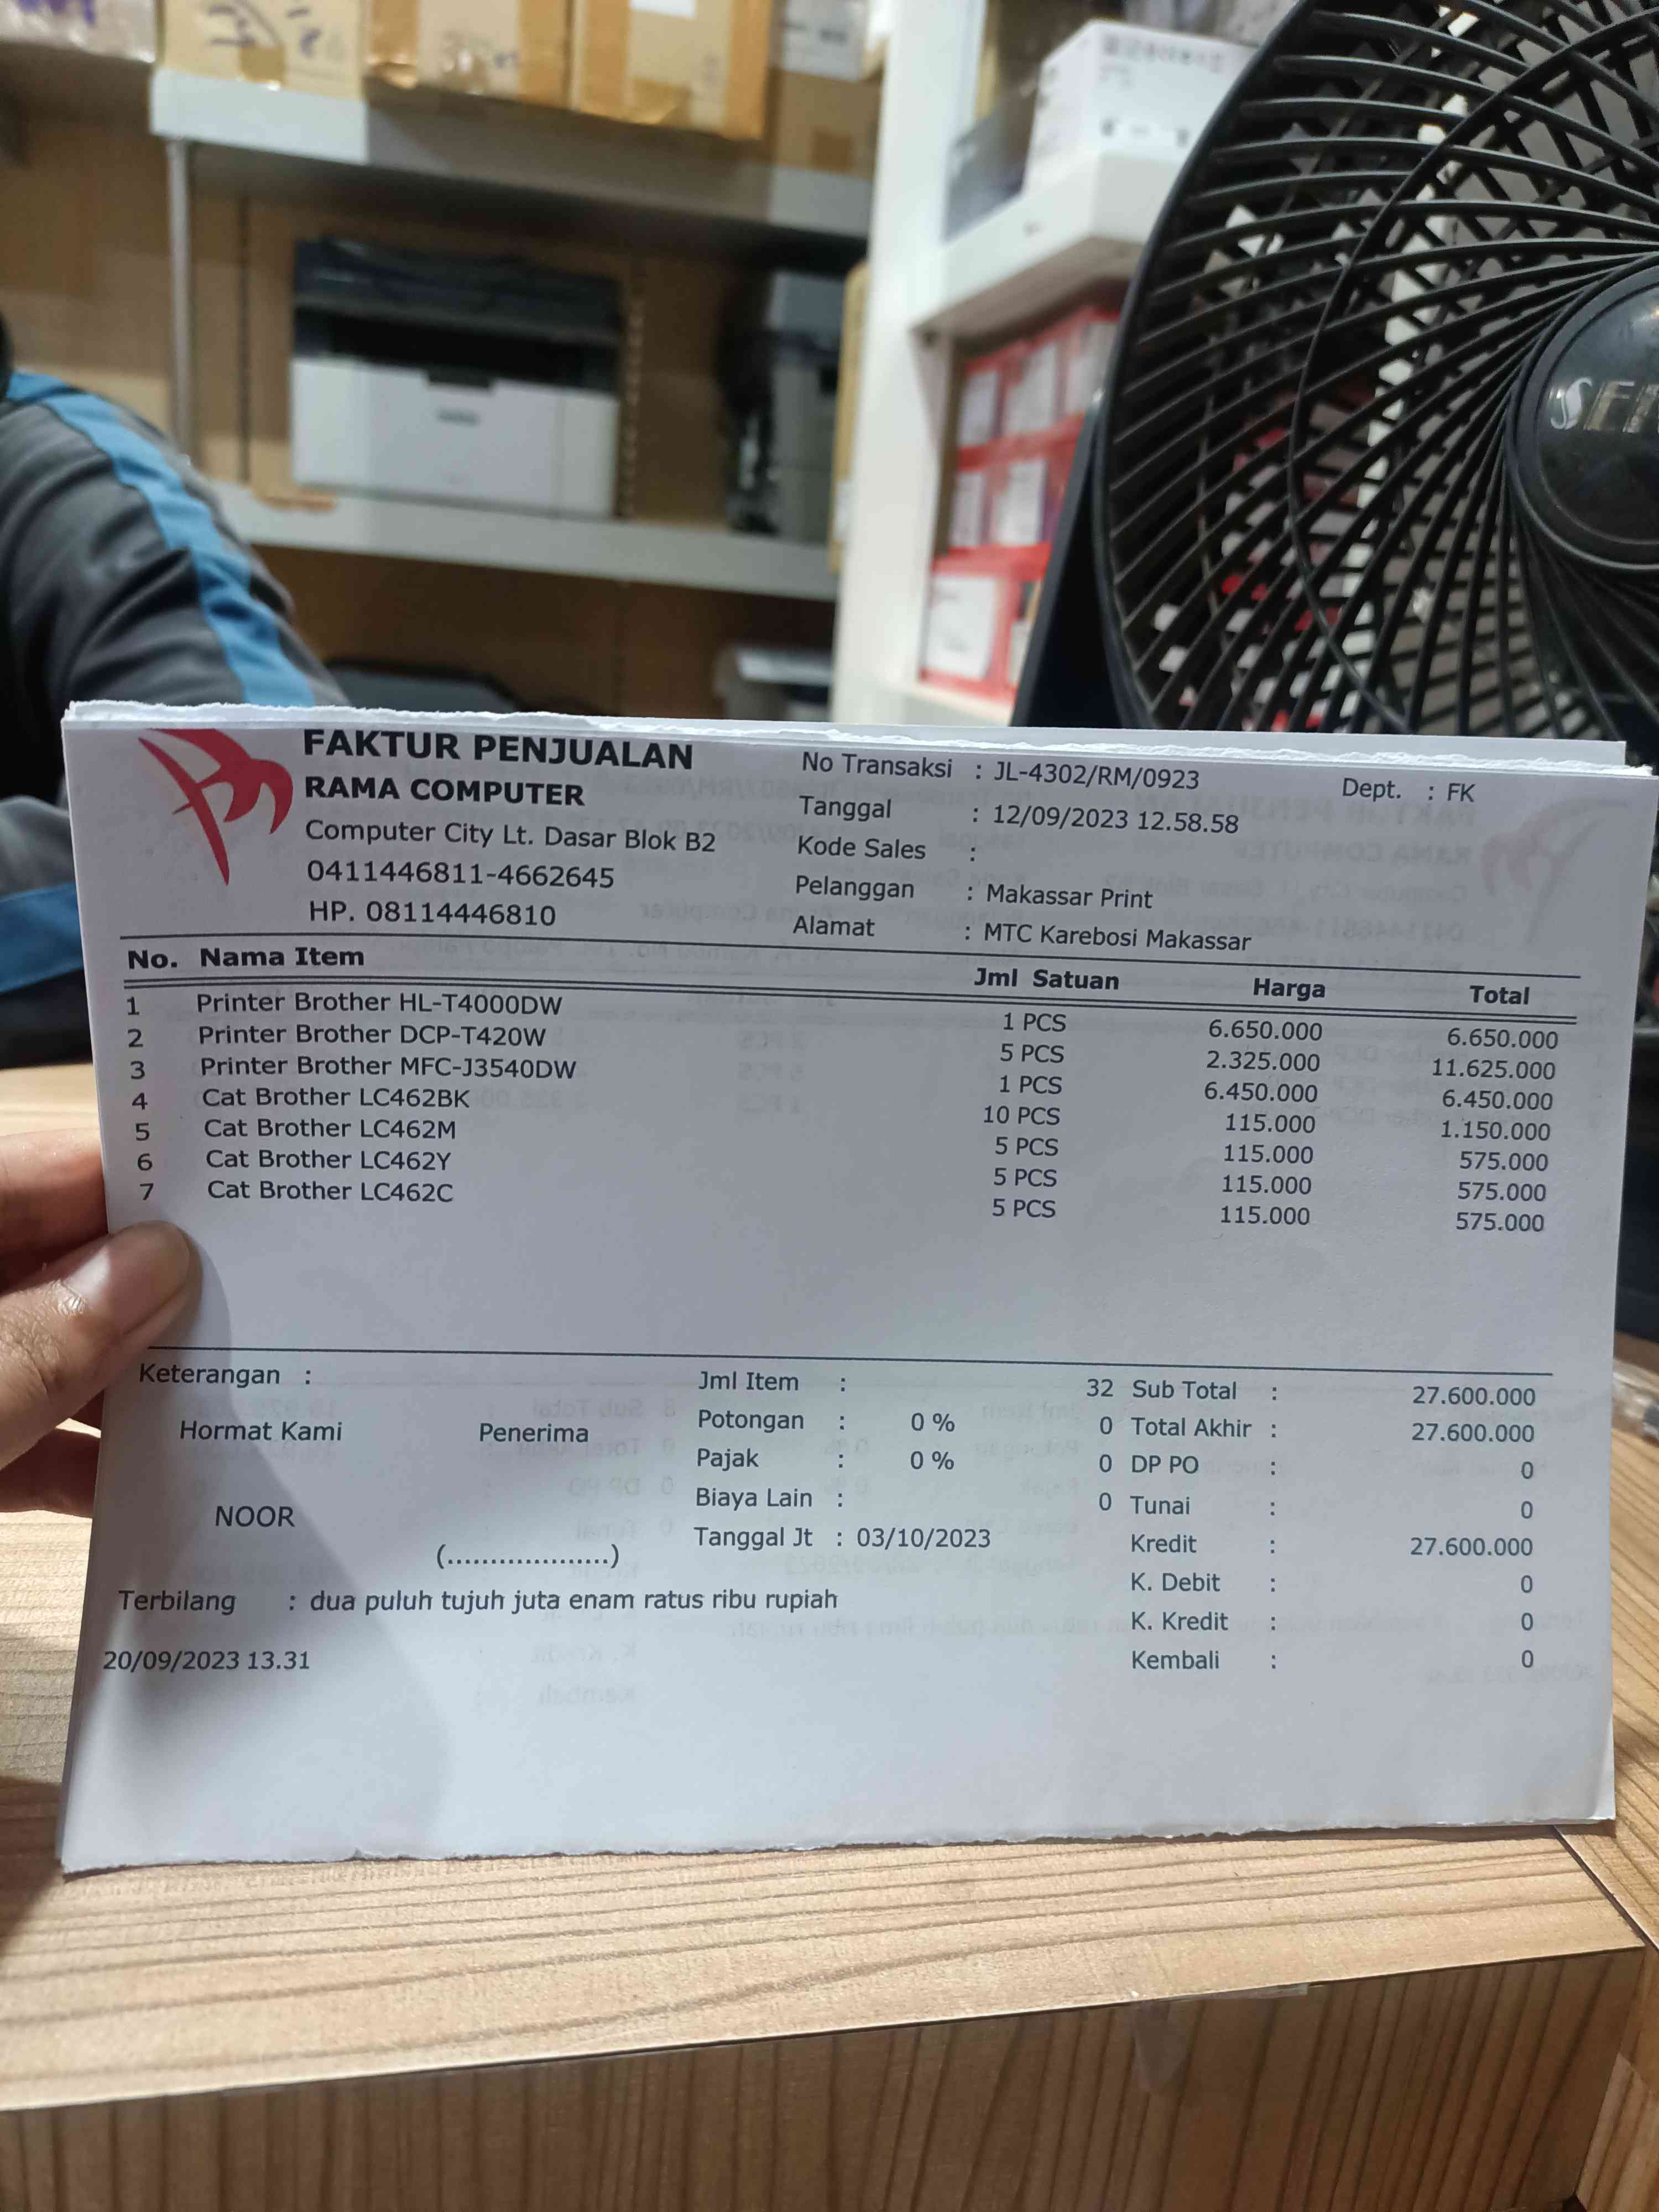 FAKTUR PENJUALAN
RAMA COMPUTER
Computer City Lt. Dasar Blok B2
0411446811-4662645
HP. 08114446810
No Transaksi : JL-4302/RM/0923
Dept. : FK
Tanggal : 12/09/2023 12.58.58
Kode Sales :
Pelanggan : Makassar Print
Alamat : MTC Karebosi Makassar
No. Nama Item Jml Satuan Harga Total
1 Printer Brother HL-T4000DW 1 PCS 6.650.000 6.650.000
2 Printer Brother DCP-T420W 5 PCS 2.325.000 11.625.000
3 Printer Brother MFC-J3540DW 1 PCS 6.450.000 6.450.000
4 Cat Brother LC462BK 10 PCS 115.000 1.150.000
5 Cat Brother LC462M 5 PCS 115.000 575.000
6 Cat Brother LC462Y 5 PCS 115.000 575.000
7 Cat Brother LC462C 5 PCS 115.000 575.000
Keterangan :
Hormat Kami Penerima
NOOR
(...................)
Jml Item : 32
Potongan : 0 % 0
Pajak : 0 % 0
Biaya Lain : 0
Tanggal Jt : 03/10/2023
Sub Total : 27.600.000
Total Akhir : 27.600.000
DP PO : 0
Tunai : 0
Kredit : 27.600.000
K. Debit : 0
K. Kredit : 0
Kembali : 0
Terbilang : dua puluh tujuh juta enam ratus ribu rupiah
20/09/2023 13.31